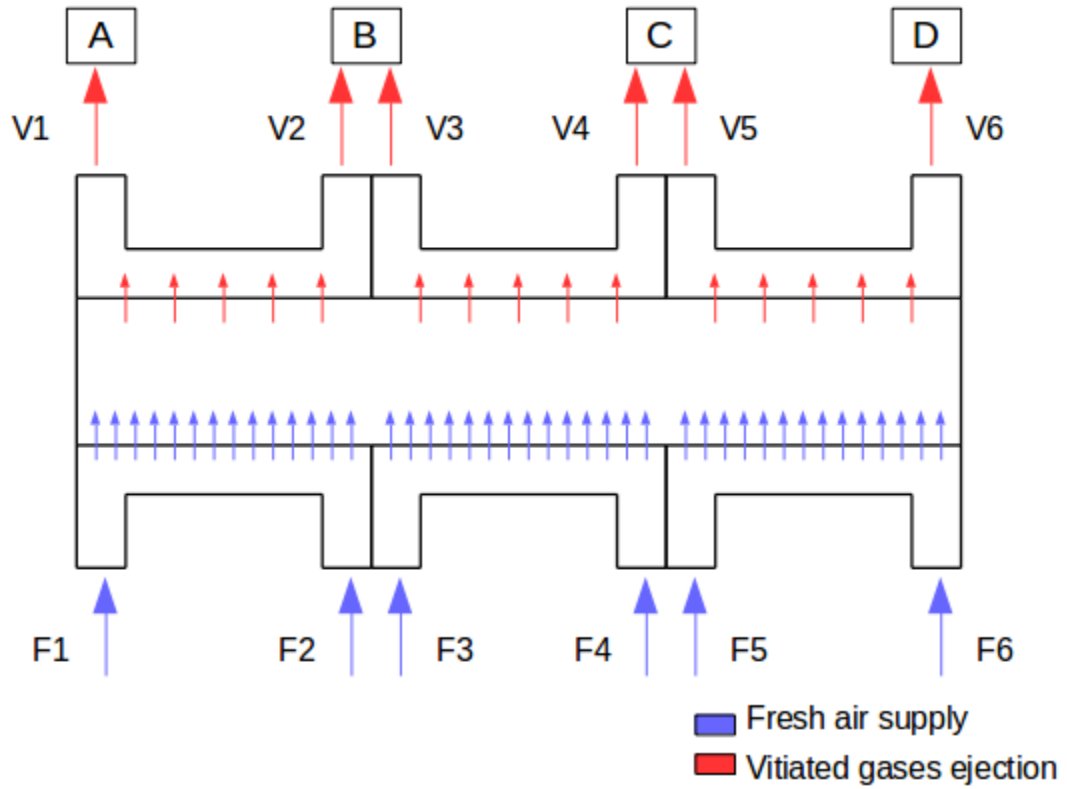 A B C D
V1 V2 V3 V4 V5 V6
F1 F2 F3 F4 F5 F6
Fresh air supply
Vitiated gases ejection